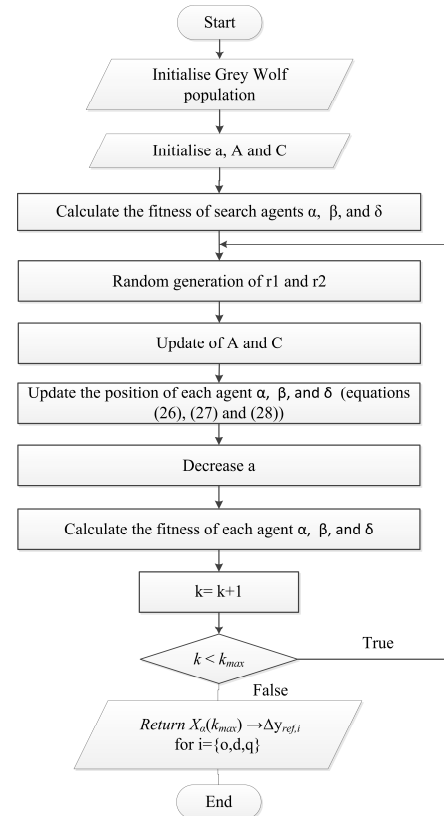 Start
Initialise Grey Wolf
population
Initialise a, A and C
Calculate the fitness of search agents α, β, and δ
Random generation of r1 and r2
Update of A and C
Update the position of each agent α, β, and δ (equations
(26), (27) and (28))
Decrease a
Calculate the fitness of each agent α, β, and δ
k= k+1
k < kmax
True
False
Return Xα(kmax) →Δyref,i
for i={o,d,q}
End